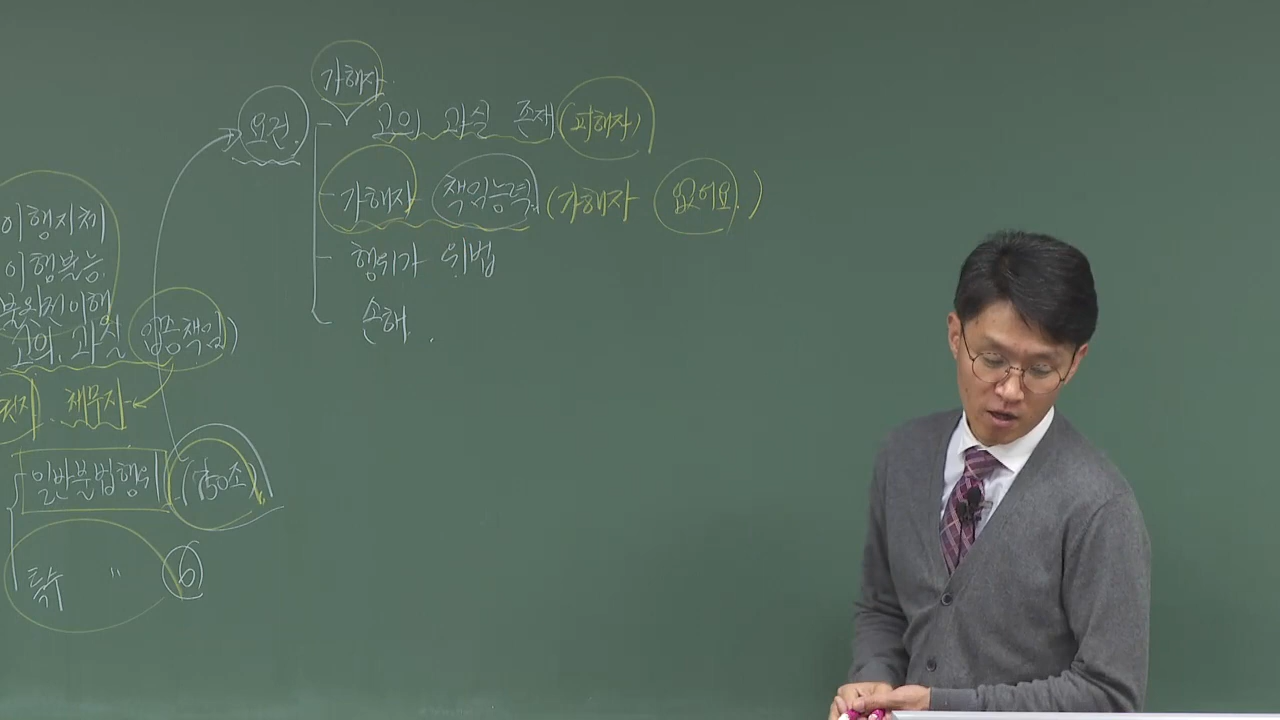 가해자
요건. 고의 과실 존재 (피해자)
가해자 책임능력. (가해자 없어요.)
행위가 위법
손해.
이행지체
이행불능
불완전이행
고의. 과실 입증책임)
채무자
일반불법행위 (750조)
특수 〃 ⑥